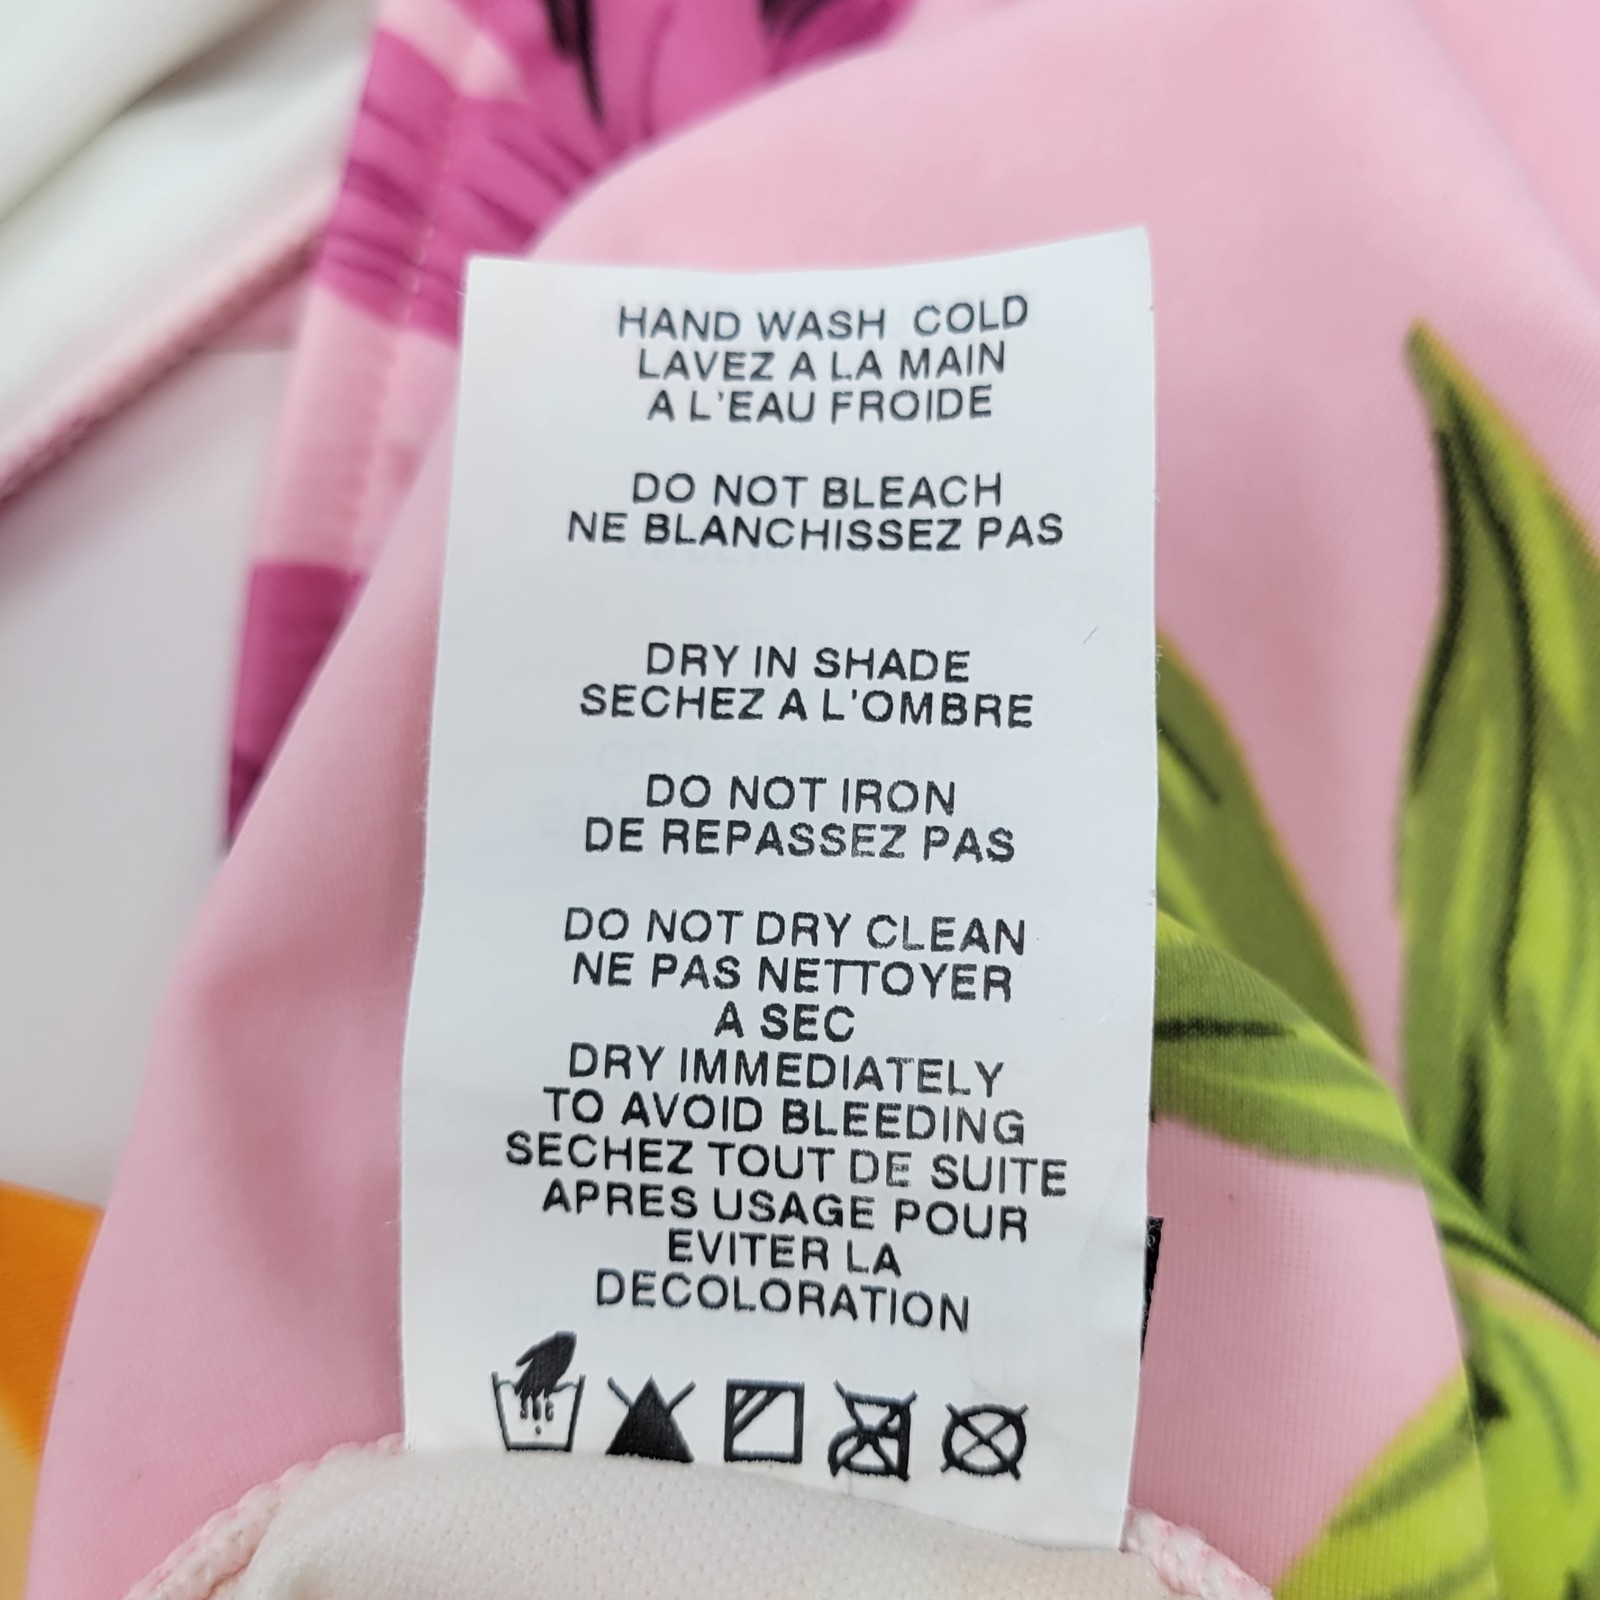 HAND WASH COLD
LAVEZ A LA MAIN
A L'EAU FROIDE
DO NOT BLEACH
NE BLANCHISSEZ PAS
DRY IN SHADE
SECHEZ A L'OMBRE
DO NOT IRON
DE REPASSEZ PAS
DO NOT DRY CLEAN
NE PAS NETTOYER
A SEC
DRY IMMEDIATELY
TO AVOID BLEEDING
SECHEZ TOUT DE SUITE
APRES USAGE POUR
EVITER LA
DECOLORATION